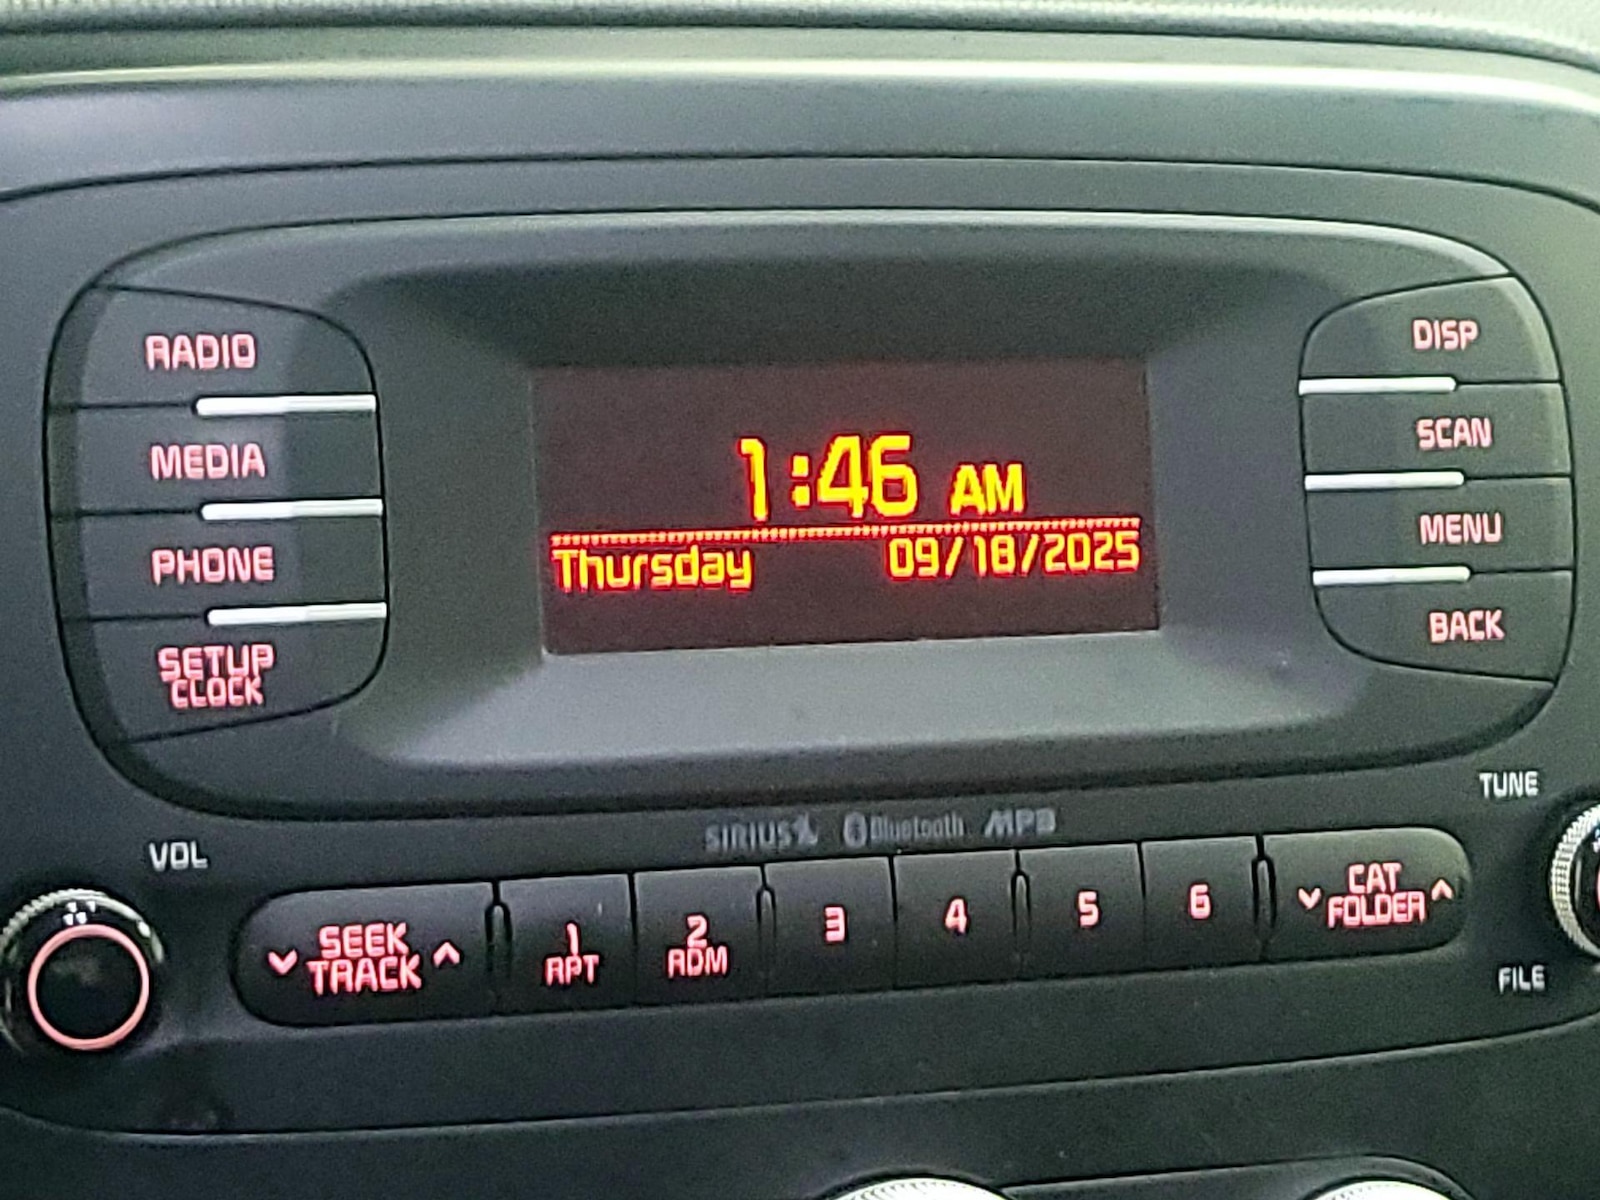 RADIO
MEDIA
PHONE
SETUP
CLOCK
1:46 AM
Thursday 09/18/2025
DISP
SCAN
MENU
BACK
SIRIUS Bluetooth MP3
VOL
TUNE
SEEK
TRACK
1
RPT
2
RDM
3
4
5
6
CAT
FOLDER
FILE